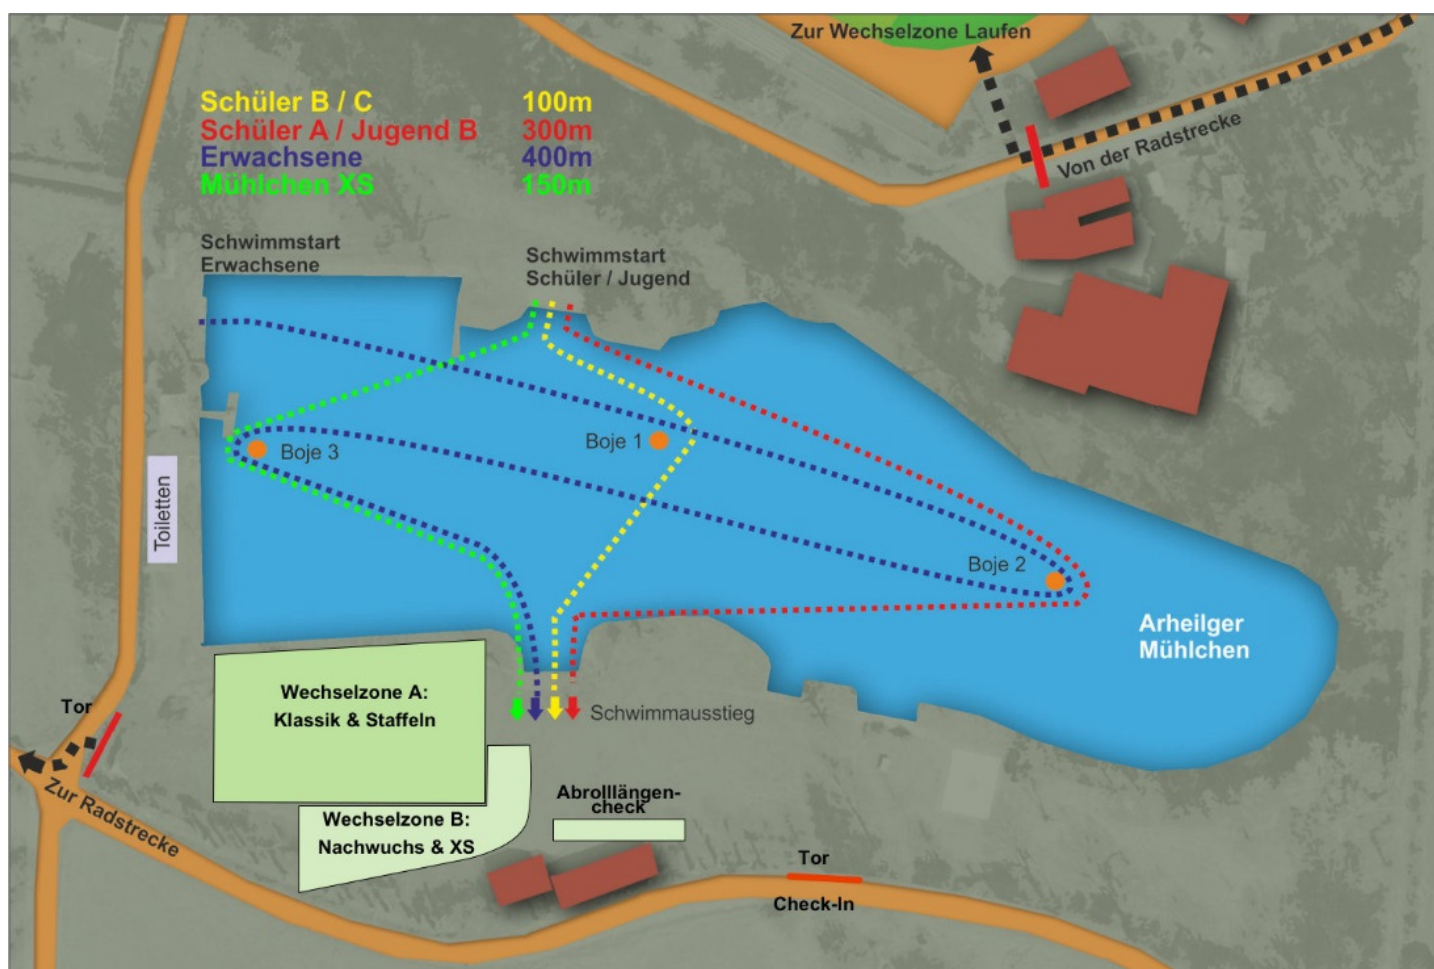 Zur Wechselzone Laufen
Schüler B / C 100m
Schüler A / Jugend B 300m
Erwachsene 400m
Mühlchen XS 150m
Von der Radstrecke
Schwimmstart
Erwachsene
Schwimmstart
Schüler / Jugend
Boje 1
Boje 3
Toiletten
Boje 2
Arheilger
Mühlchen
Wechselzone A:
Klassik & Staffeln
Tor
Schwimmausstieg
Zur Radstrecke
Abrolllängen-
check
Wechselzone B:
Nachwuchs & XS
Tor
Check-In